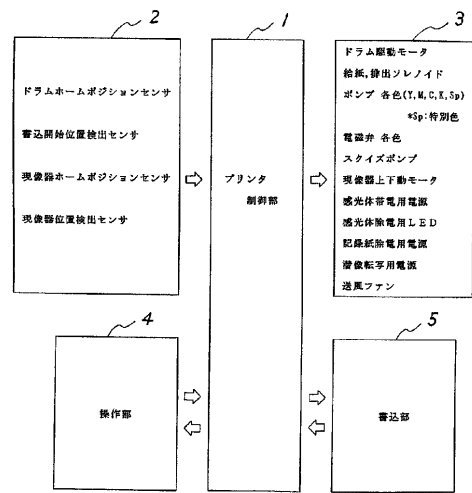 2
ドラムホームポジションセンサ
書込開始位置検出センサ
現像器ホームポジションセンサ
現像器位置検出センサ
1
プリンタ
制御部
3
ドラム駆動モータ
給紙,排出ソレノイド
ポンプ 各色(Y,M,C,K,Sp)
*Sp:特別色
電磁弁 各色
スクイズポンプ
現像器上下動モータ
感光体帯電用電源
感光体除電用LED
記録紙除電用電源
潜像転写用電源
送風ファン
4
操作部
5
書込部